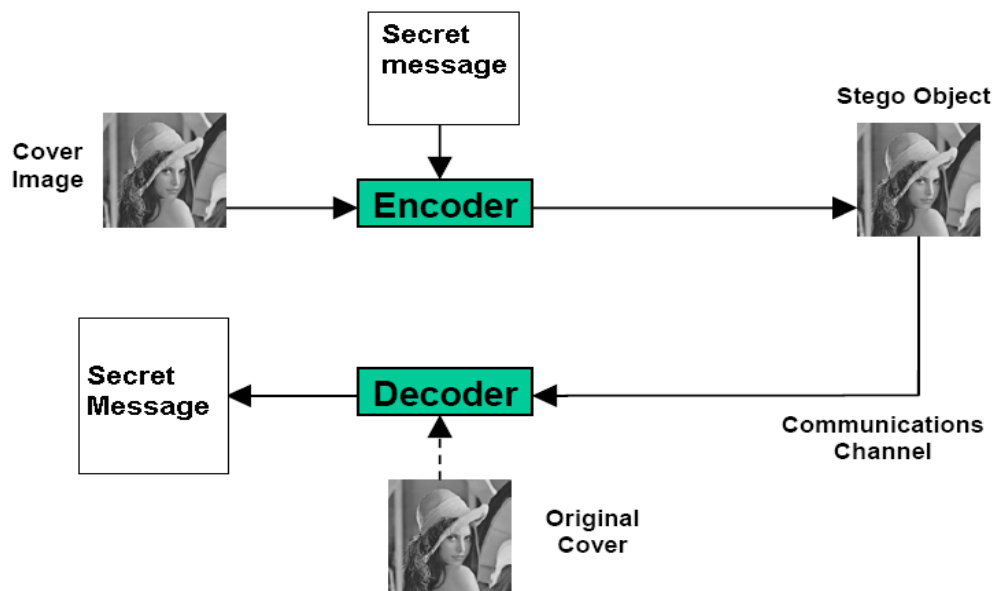 Secret
message
Stego Object
Cover
Image
Encoder
Secret
Message
Decoder
Communications
Channel
Original
Cover